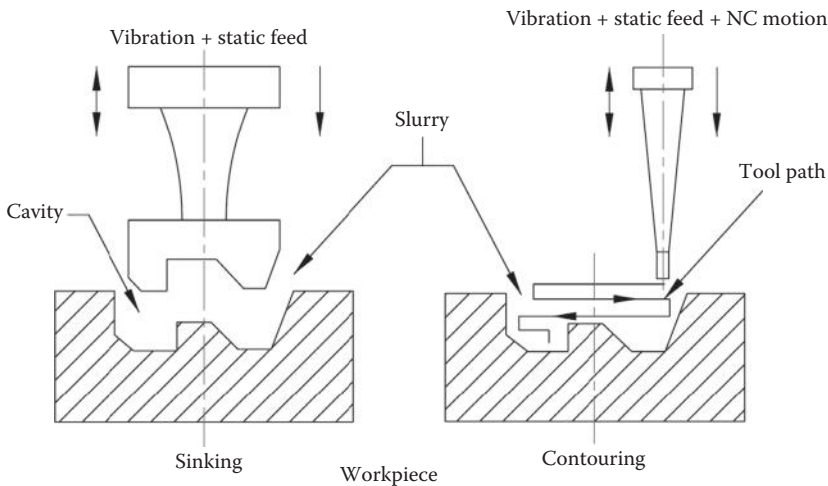 Vibration + static feed
Vibration + static feed + NC motion
Slurry
Tool path
Cavity
Sinking
Contouring
Workpiece